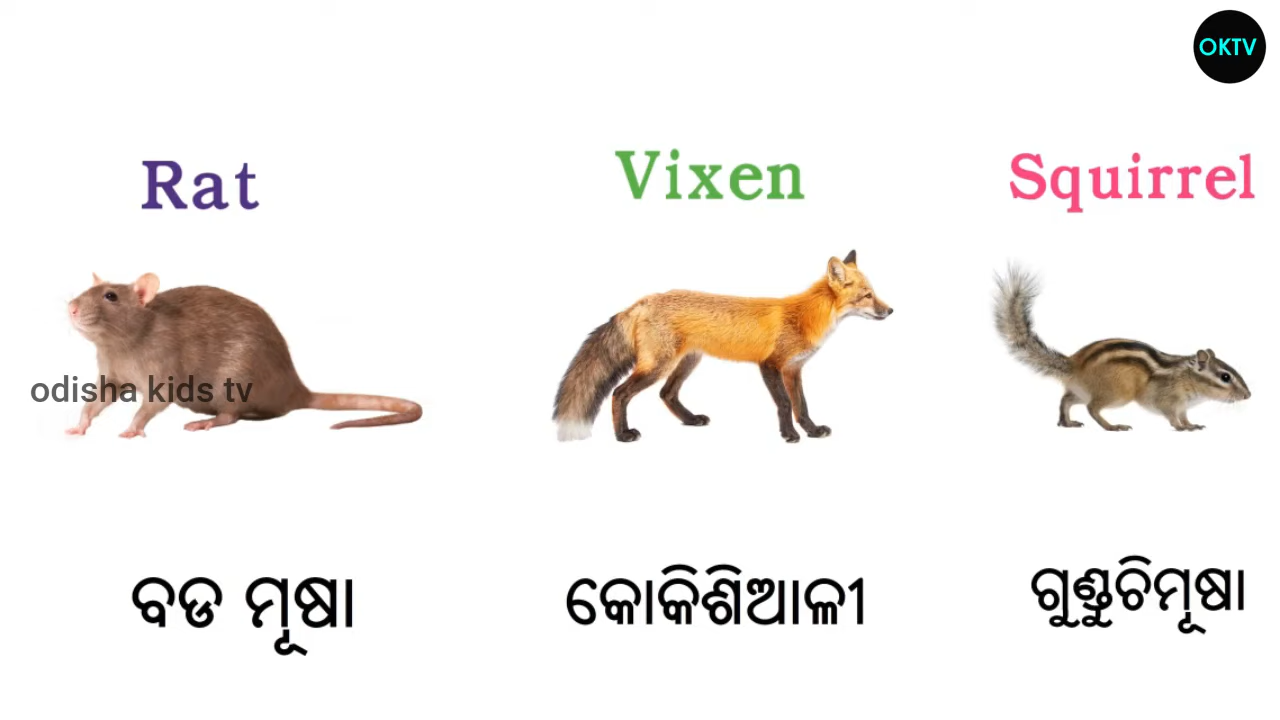 OKTV
Rat
Vixen
Squirrel
odisha kids tv
ବଡ ମୂଷା
କୋକିଶିଆଳୀ
ଗୁଣ୍ଡୁଚିମୂଷା